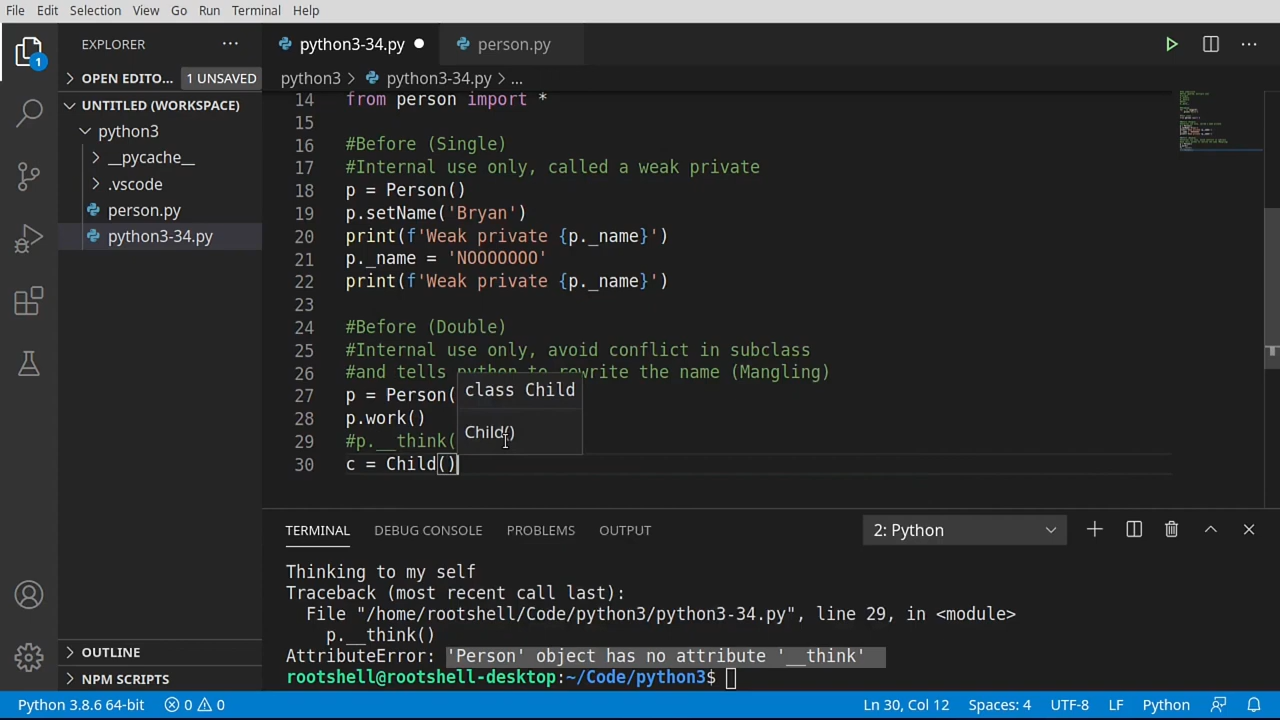 File Edit Selection View Go Run Terminal Help
EXPLORER
python3-34.py
person.py
1
OPEN EDITO... 1 UNSAVED
python3 > python3-34.py > ...
UNTITLED (WORKSPACE)
python3
__pycache__
.vscode
person.py
python3-34.py
14 from person import *
15
16 #Before (Single)
17 #Internal use only, called a weak private
18 p = Person()
19 p.setName('Bryan')
20 print(f'Weak private {p._name}')
21 p._name = 'NOOOOOOO'
22 print(f'Weak private {p._name}')
23
24 #Before (Double)
25 #Internal use only, avoid conflict in subclass
26 #and tells python to rewrite the name (Mangling)
27 p = Person(
28 p.work()
29 #p.__think(
30 c = Child()
class Child
Child()
TERMINAL DEBUG CONSOLE PROBLEMS OUTPUT 2: Python
Thinking to my self
Traceback (most recent call last):
File "/home/rootshell/Code/python3/python3-34.py", line 29, in <module>
p.__think()
AttributeError: 'Person' object has no attribute '__think'
rootshell@rootshell-desktop:~/Code/python3$
OUTLINE
NPM SCRIPTS
Python 3.8.6 64-bit 0 0 Ln 30, Col 12 Spaces: 4 UTF-8 LF Python